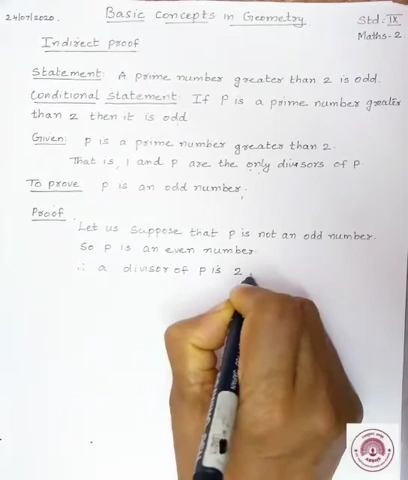 24/07/2020.
Basic concepts in Geometry.
Std: IX
Maths-2.
Indirect proof
Statement: A prime number greater than 2 is odd.
Conditional statement: If P is a prime number greater
than 2 then it is odd
Given: P is a prime number greater than 2.
That is, 1 and P are the only divisors of P
To prove P is an odd number.
Proof.
Let us suppose that P is not an odd number.
So P is an even number.
∴ a divisor of P is 2